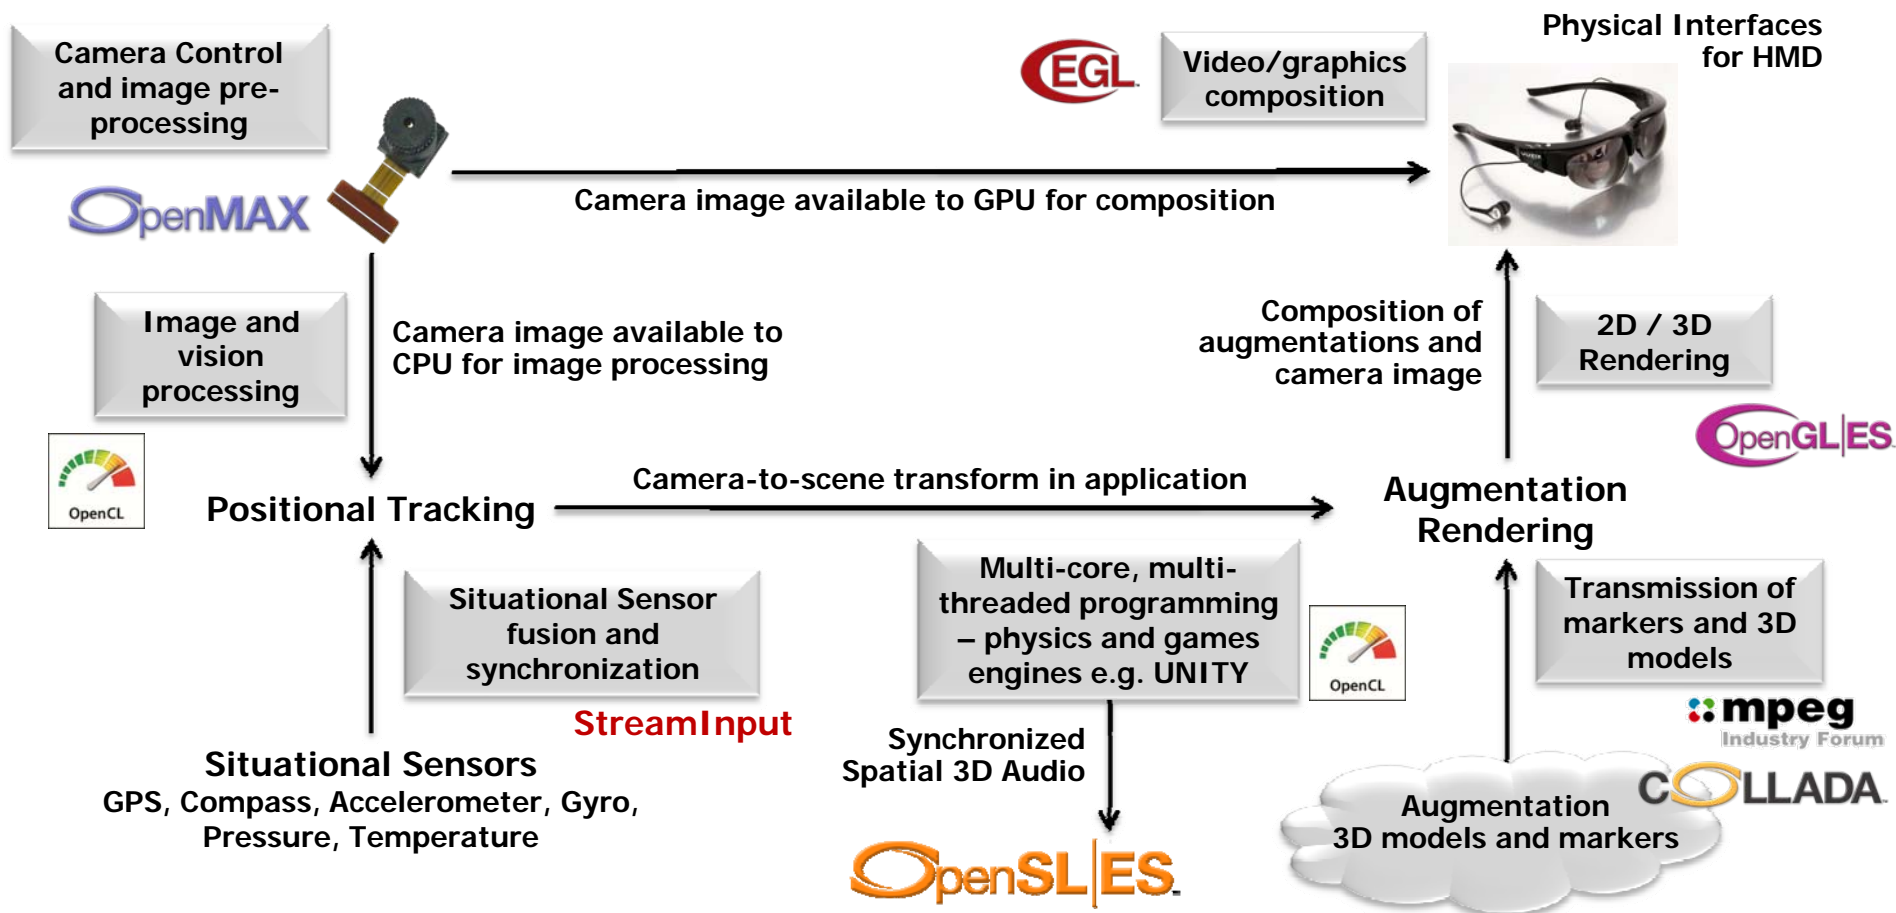 Camera Control
and image pre-
processing
OpenMAX
EGL
Video/graphics
composition
Physical Interfaces
for HMD
Camera image available to GPU for composition
Image and
vision
processing
Camera image available to
CPU for image processing
Composition of
augmentations and
camera image
2D / 3D
Rendering
OpenGL|ES
OpenCL
Positional Tracking
Camera-to-scene transform in application
Augmentation
Rendering
Situational Sensor
fusion and
synchronization
StreamInput
Multi-core, multi-
threaded programming
– physics and games
engines e.g. UNITY
OpenCL
Transmission of
markers and 3D
models
mpeg
Industry Forum
COLLADA
Situational Sensors
GPS, Compass, Accelerometer, Gyro,
Pressure, Temperature
Synchronized
Spatial 3D Audio
OpenSL|ES
Augmentation
3D models and markers